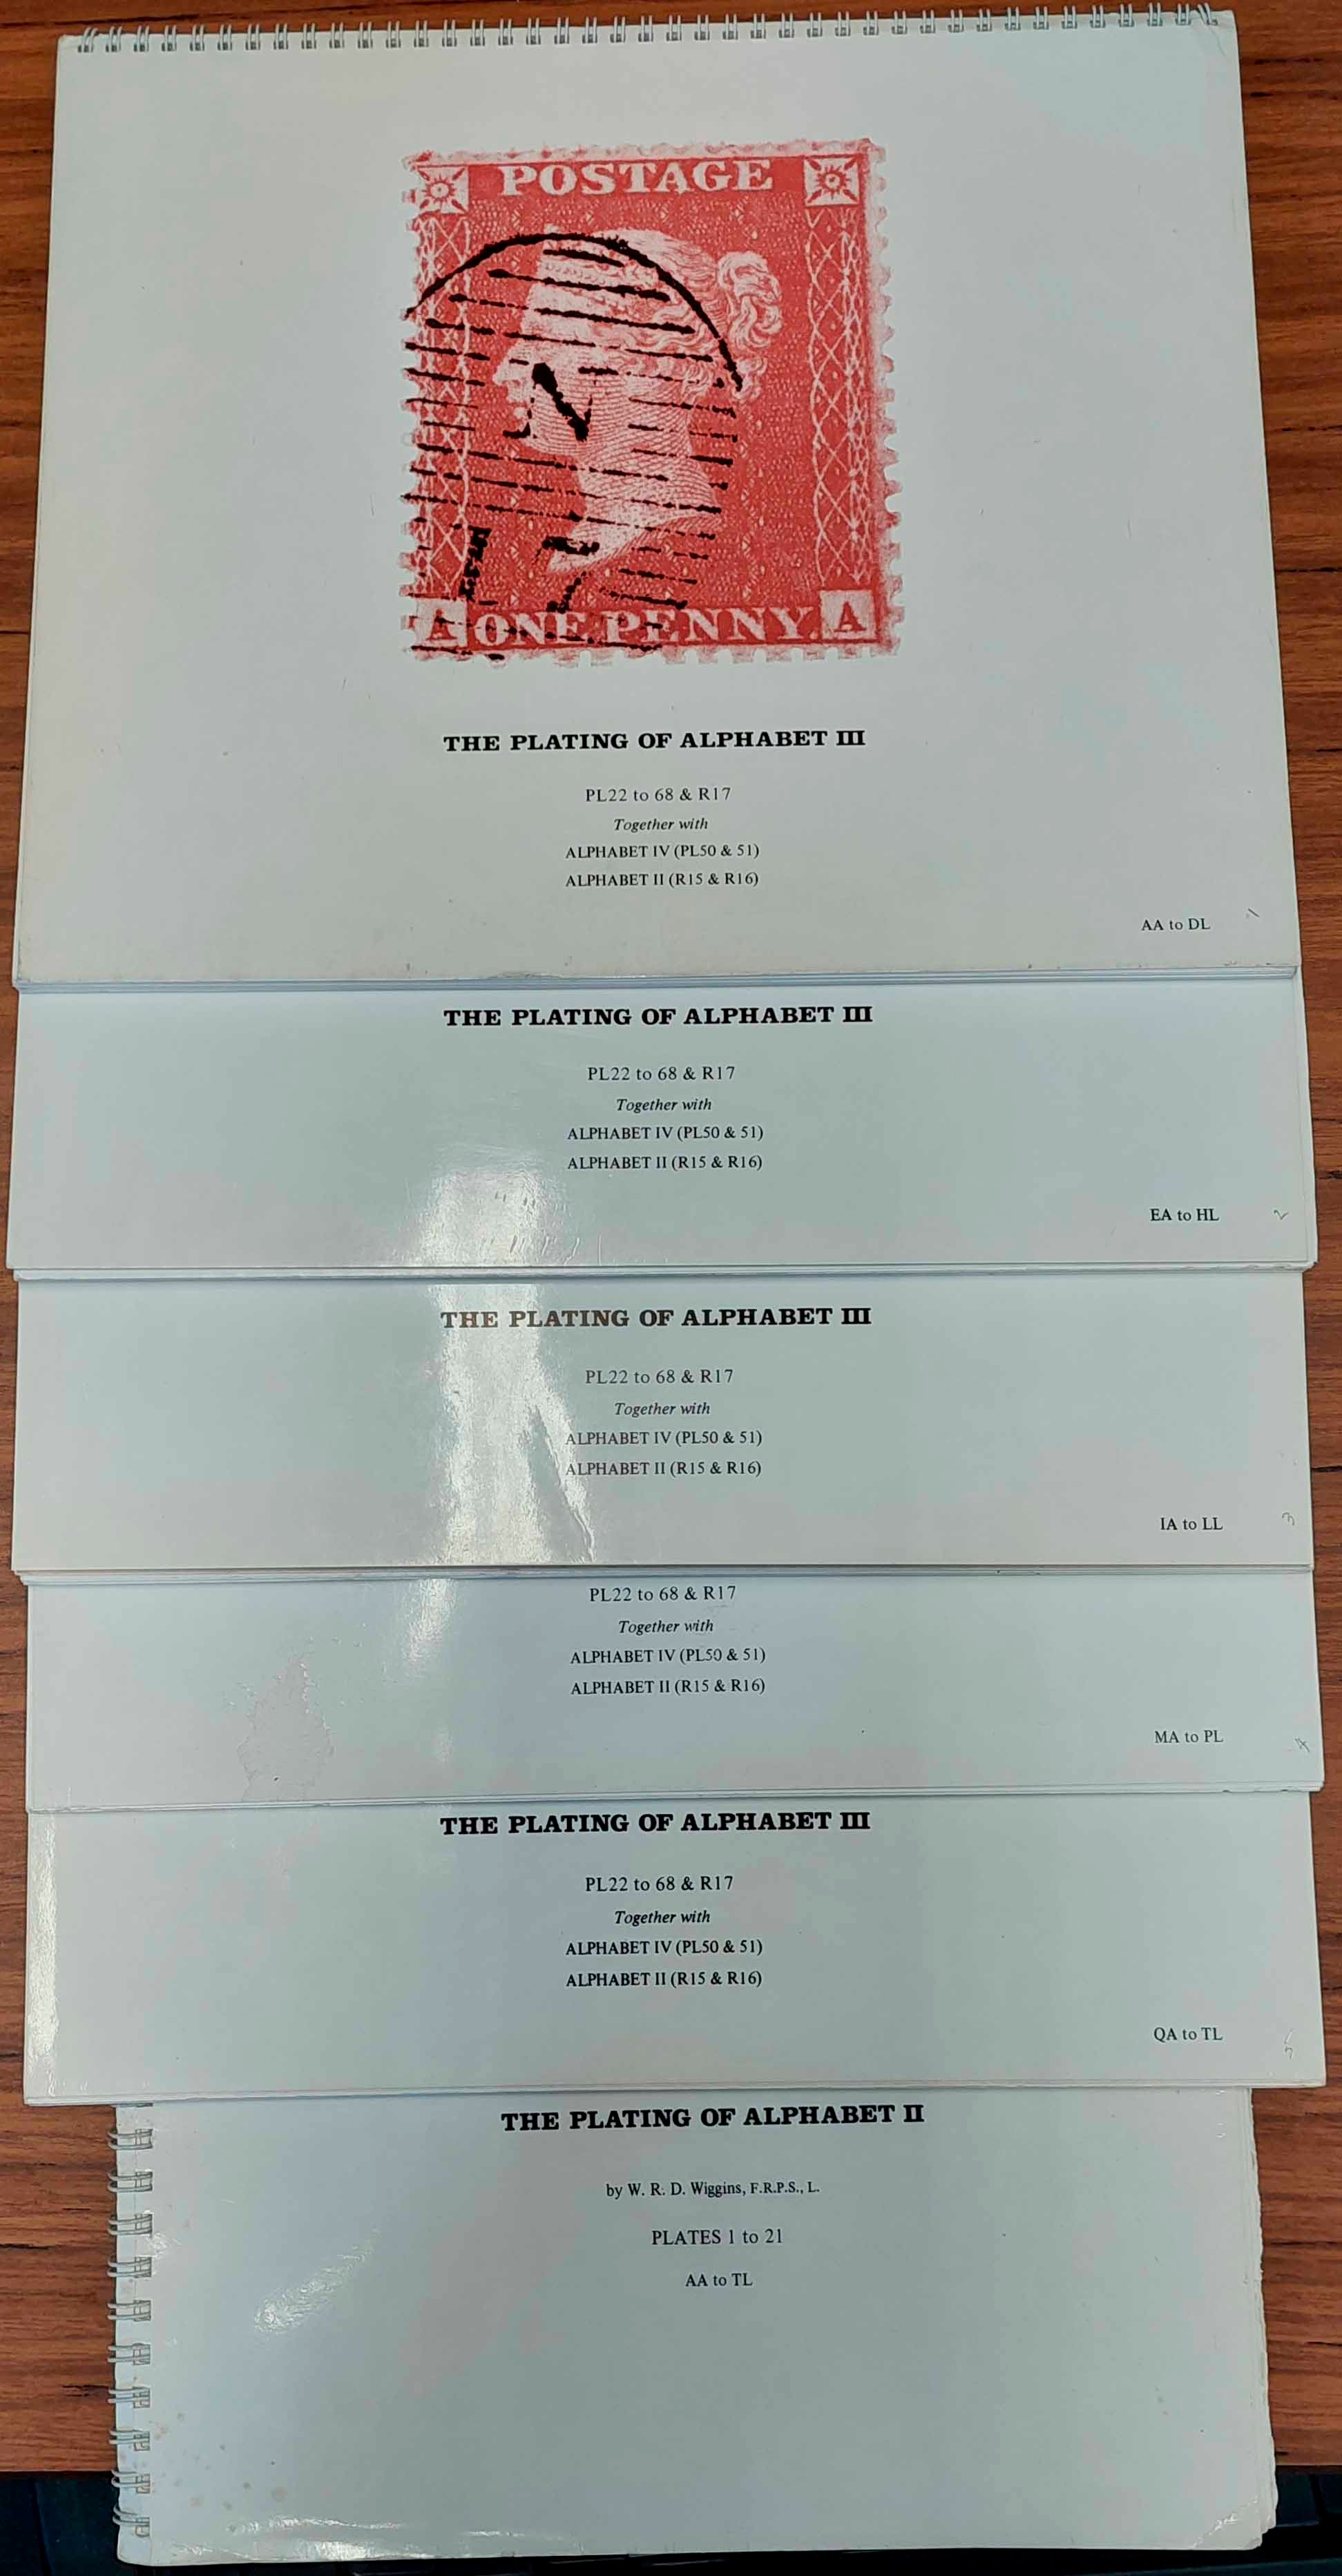 POSTAGE
A ONE PENNY. A
THE PLATING OF ALPHABET III
PL22 to 68 & R17
Together with
ALPHABET IV (PL50 & 51)
ALPHABET II (R15 & R16)
AA to DL 1
THE PLATING OF ALPHABET III
PL22 to 68 & R17
Together with
ALPHABET IV (PL50 & 51)
ALPHABET II (R15 & R16)
EA to HL 2
THE PLATING OF ALPHABET III
PL22 to 68 & R17
Together with
ALPHABET IV (PL50 & 51)
ALPHABET II (R15 & R16)
IA to LL 3
PL22 to 68 & R17
Together with
ALPHABET IV (PL50 & 51)
ALPHABET II (R15 & R16)
MA to PL 4
THE PLATING OF ALPHABET III
PL22 to 68 & R17
Together with
ALPHABET IV (PL50 & 51)
ALPHABET II (R15 & R16)
QA to TL 5
THE PLATING OF ALPHABET II
by W. R. D. Wiggins, F.R.P.S., L.
PLATES 1 to 21
AA to TL